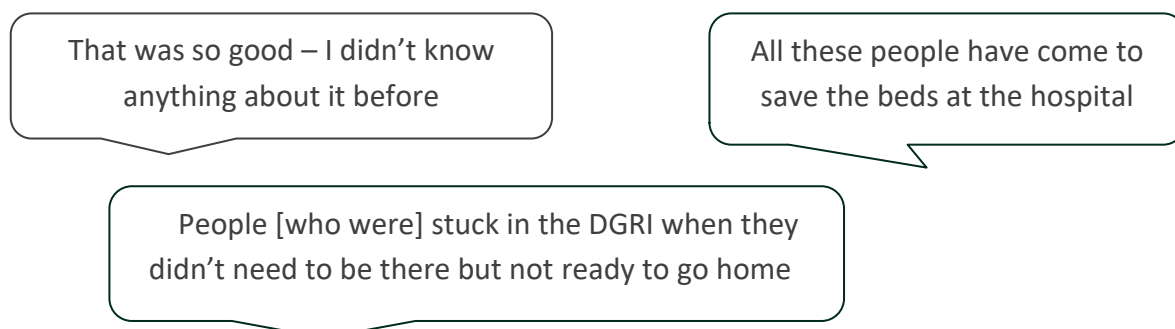 That was so good – I didn’t know
anything about it before
All these people have come to
save the beds at the hospital
People [who were] stuck in the DGRI when they
didn’t need to be there but not ready to go home